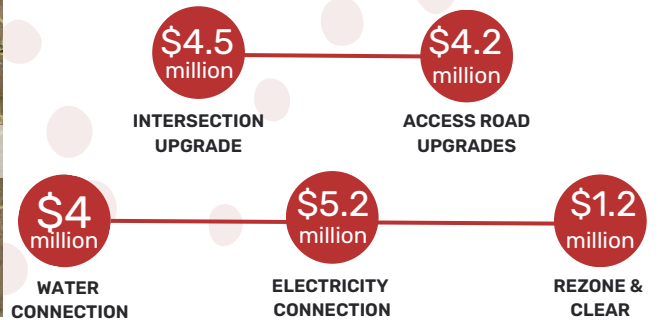 $4.5
million
$4.2
million
INTERSECTION
UPGRADE
ACCESS ROAD
UPGRADES
$4
million
$5.2
million
$1.2
million
WATER
CONNECTION
ELECTRICITY
CONNECTION
REZONE &
CLEAR